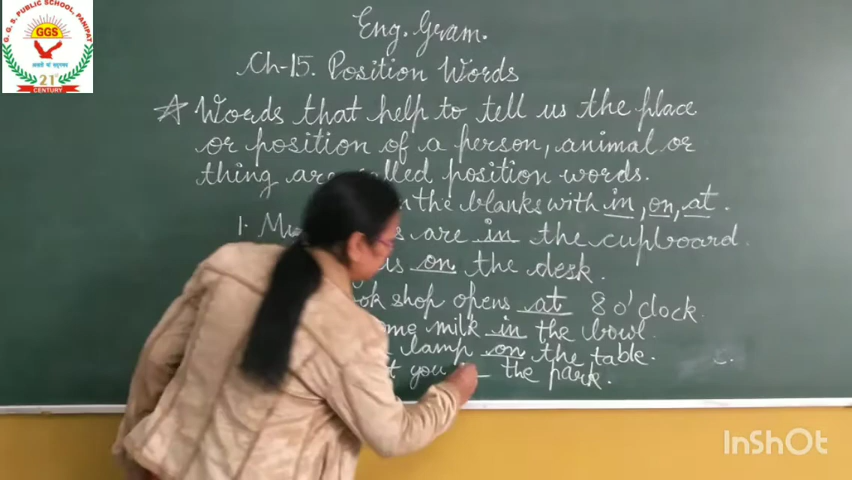 G.G.S. PUBLIC SCHOOL, PANIPAT
GGS
21st
CENTURY
Eng. Gram.
Ch-15. Position Words
☆ Words that help to tell us the place
or position of a person, animal or
thing are called position words.
in the blanks with in, on, at.
1. are in the cupboard.
is on the desk.
shop opens at 8 o'clock.
milk in the bowl.
lamp on the table.
you the park.
InShOt